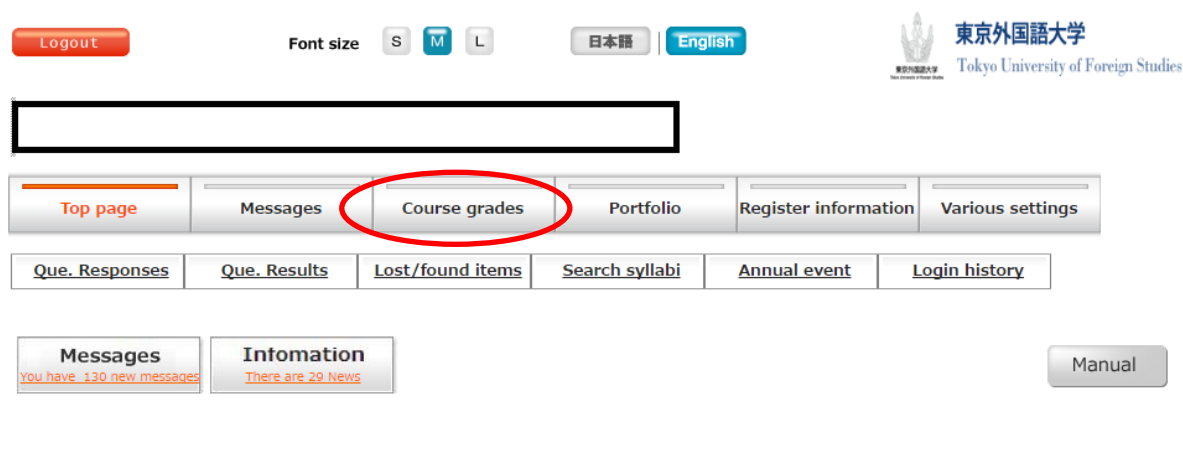 Logout Font size S M L 日本語 | English 東京外国語大学
Tokyo University of Foreign Studies
Top page Messages Course grades Portfolio Register information Various settings
Que. Responses Que. Results Lost/found items Search syllabi Annual event Login history
Messages Infomation
You have 130 new messages There are 29 News
Manual